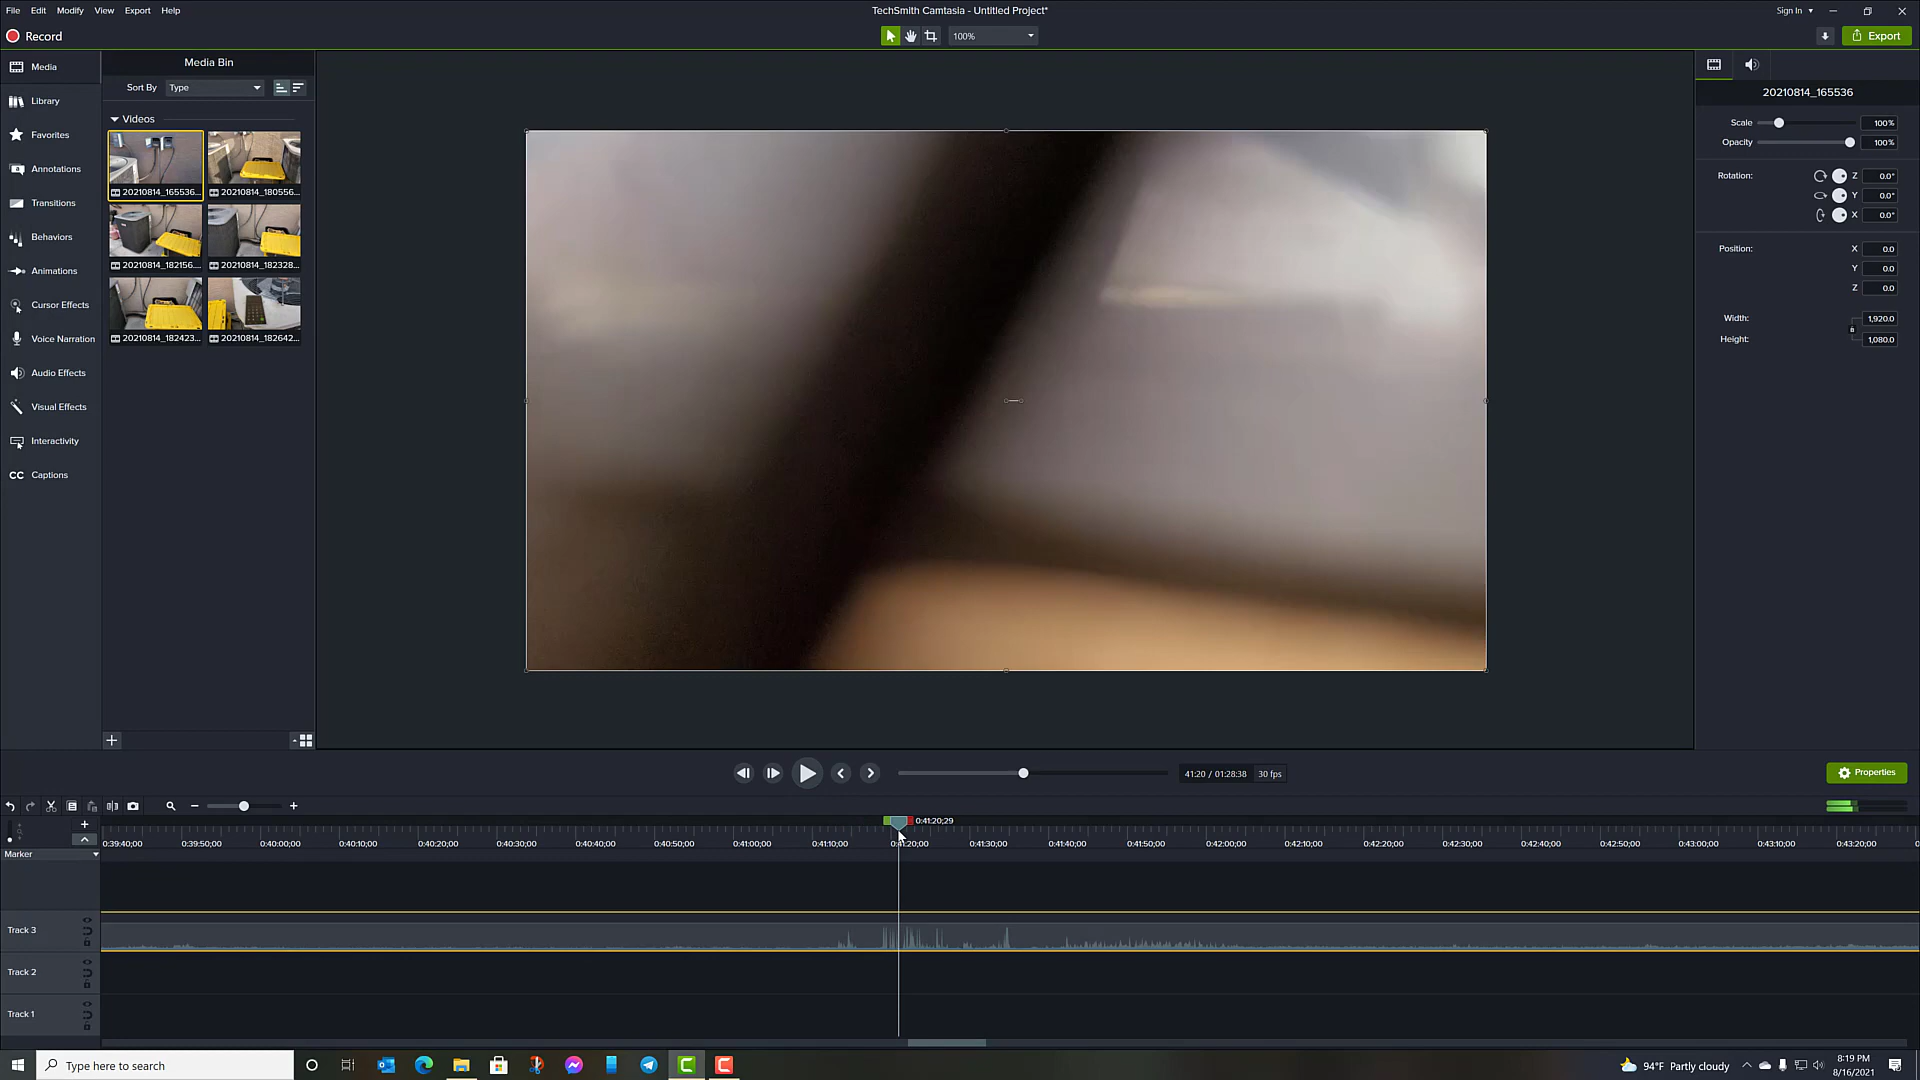 File Edit Modify View Export Help
TechSmith Camtasia - Untitled Project*
Sign In
Record
100%
Export
Media
Library
Favorites
Annotations
Transitions
Behaviors
Animations
Cursor Effects
Voice Narration
Audio Effects
Visual Effects
Interactivity
CC Captions
Media Bin
Sort By Type
Videos
20210814_165536... 20210814_180556...
20210814_182156... 20210814_182328...
20210814_182423... 20210814_182642...
20210814_165536
Scale 100%
Opacity 100%
Rotation: Z 0.0°
Y 0.0°
X 0.0°
Position: X 0.0
Y 0.0
Z 0.0
Width: 1,920.0
Height: 1,080.0
41:20 / 01:28:38 30 fps
Properties
0:41:20;29
0:39:40;00 0:39:50;00 0:40:00;00 0:40:10;00 0:40:20;00 0:40:30;00 0:40:40;00 0:40:50;00 0:41:00;00 0:41:10;00 0:41:20;00 0:41:30;00 0:41:40;00 0:41:50;00 0:42:00;00 0:42:10;00 0:42:20;00 0:42:30;00 0:42:40;00 0:42:50;00 0:43:00;00 0:43:10;00 0:43:20;00
Marker
Track 3
Track 2
Track 1
Type here to search
94°F Partly cloudy
8:19 PM
8/16/2021